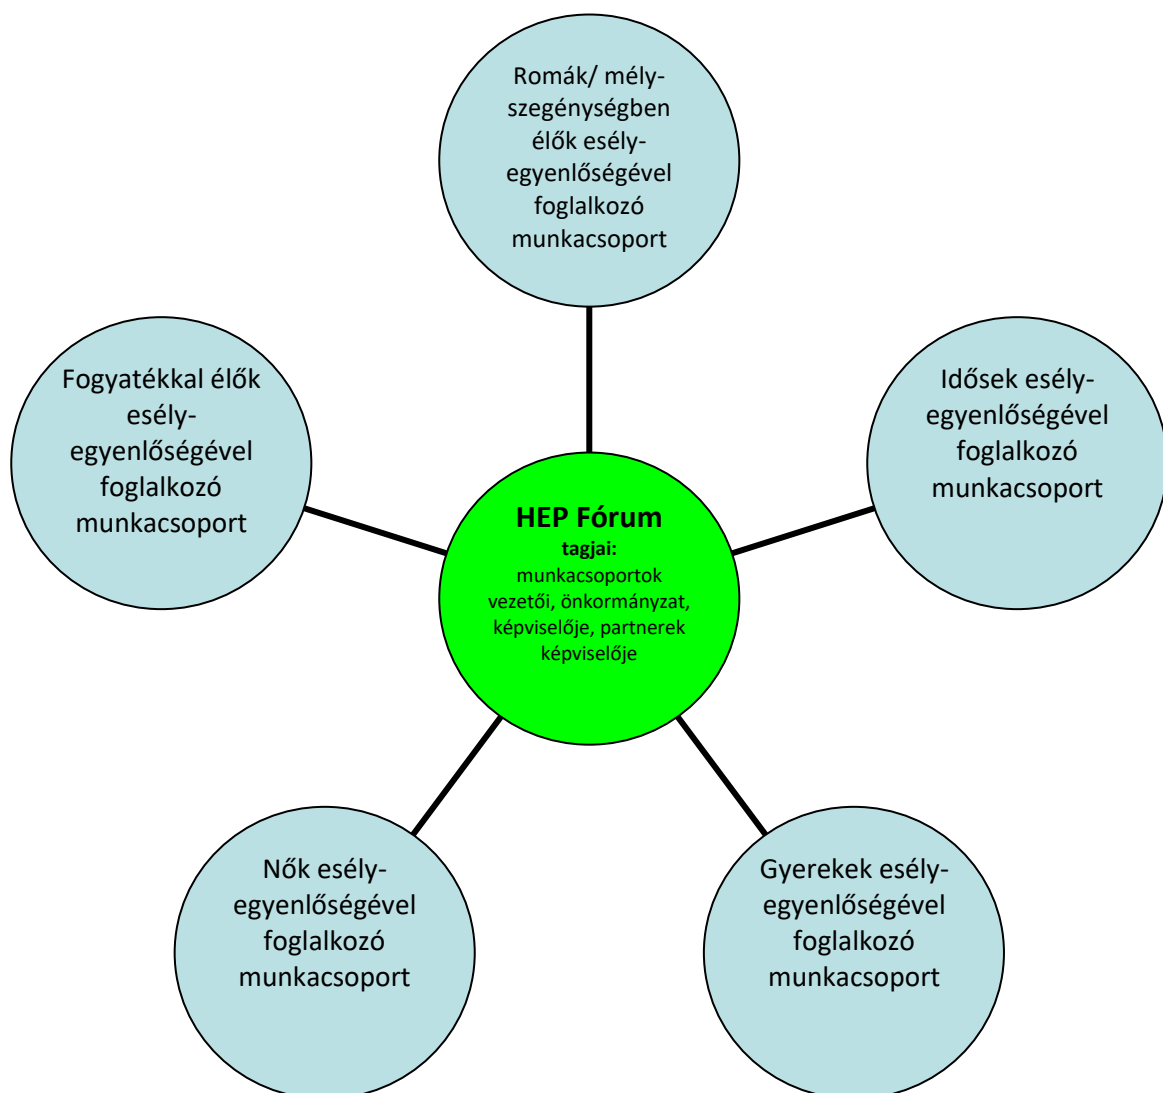 Romák/ mély-
szegénységben
élők esély-
egyenlőségével
foglalkozó
munkacsoport
Fogyatékkal élők
esély-
egyenlőségével
foglalkozó
munkacsoport
Idősek esély-
egyenlőségével
foglalkozó
munkacsoport
HEP Fórum
tagjai:
munkacsoportok
vezetői, önkormányzat,
képviselője, partnerek
képviselője
Nők esély-
egyenlőségével
foglalkozó
munkacsoport
Gyerekek esély-
egyenlőségével
foglalkozó
munkacsoport